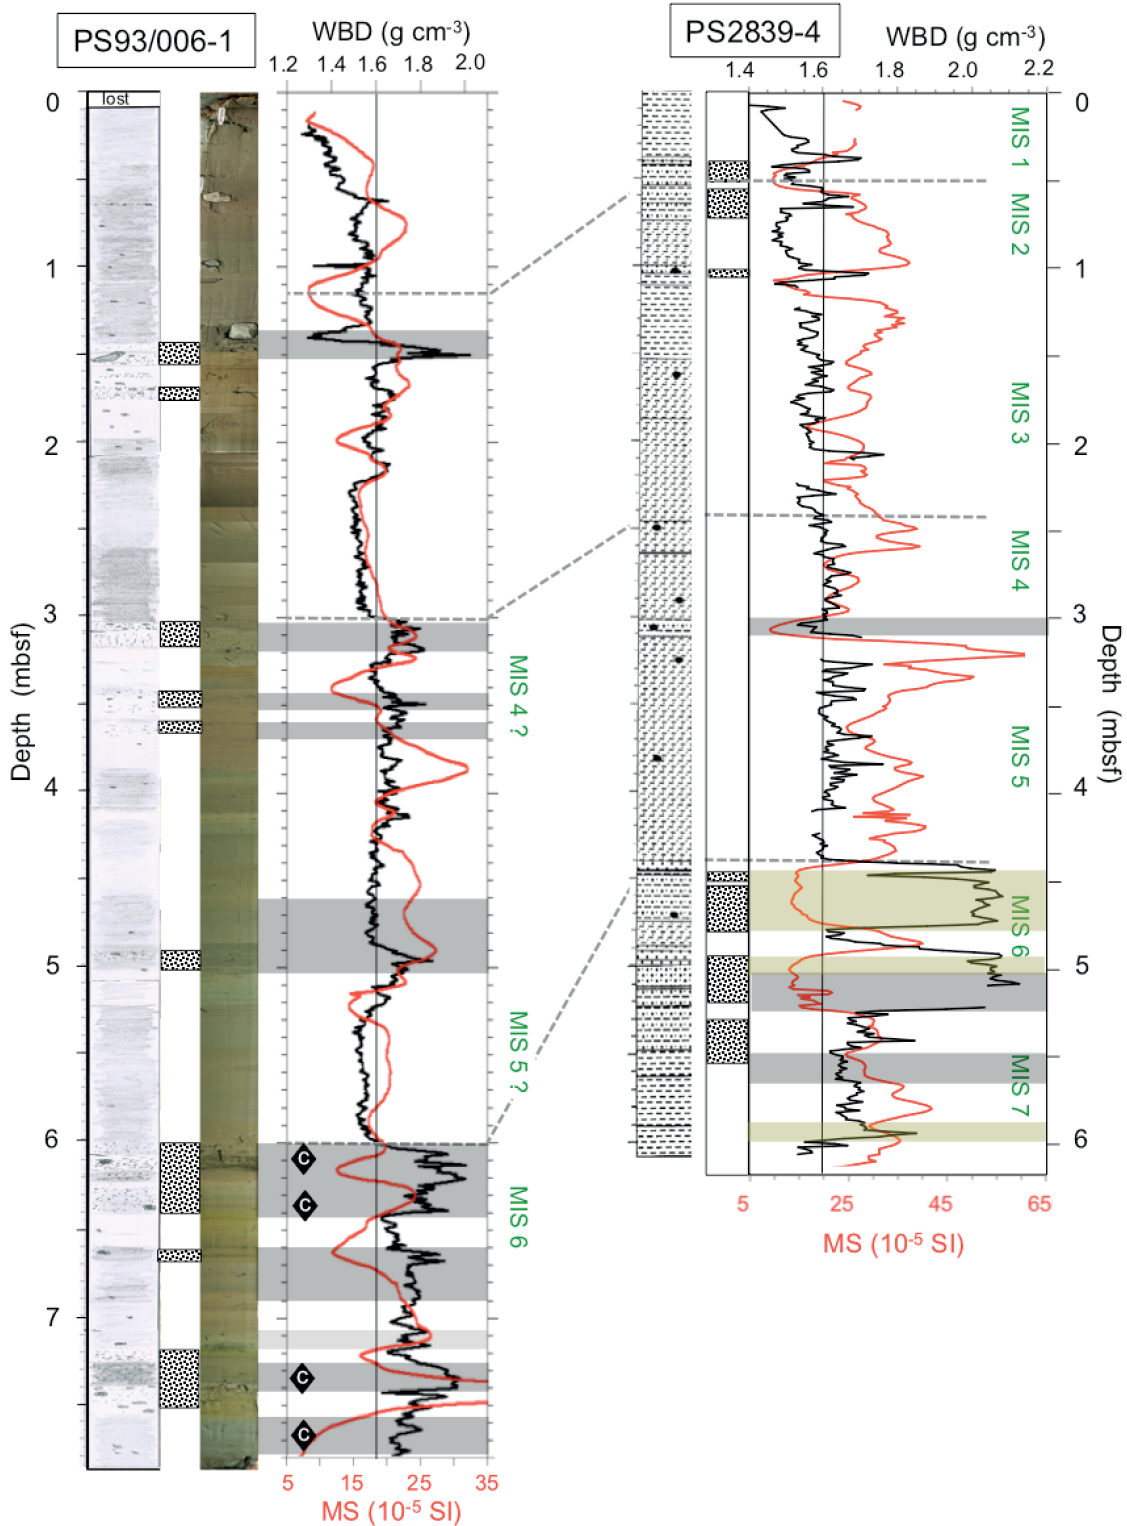 PS93/006-1
WBD (g cm-3)
1.2 1.4 1.6 1.8 2.0
PS2839-4
WBD (g cm-3)
1.4 1.6 1.8 2.0 2.2
lost
0
1
2
3
4
5
6
7
Depth (mbsf)
MIS 4 ?
MIS 5 ?
MIS 6
C
C
C
C
5 15 25 35
MS (10-5 SI)
0
1
2
3
4
5
6
Depth (mbsf)
MIS 1
MIS 2
MIS 3
MIS 4
MIS 5
MIS 6
MIS 7
5 25 45 65
MS (10-5 SI)